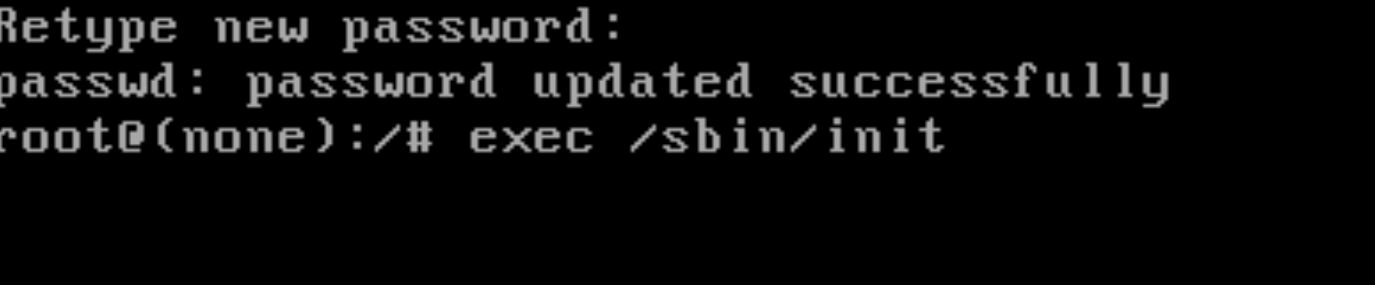 Retype new password:
passwd: password updated successfully
root@(none):/# exec /sbin/init